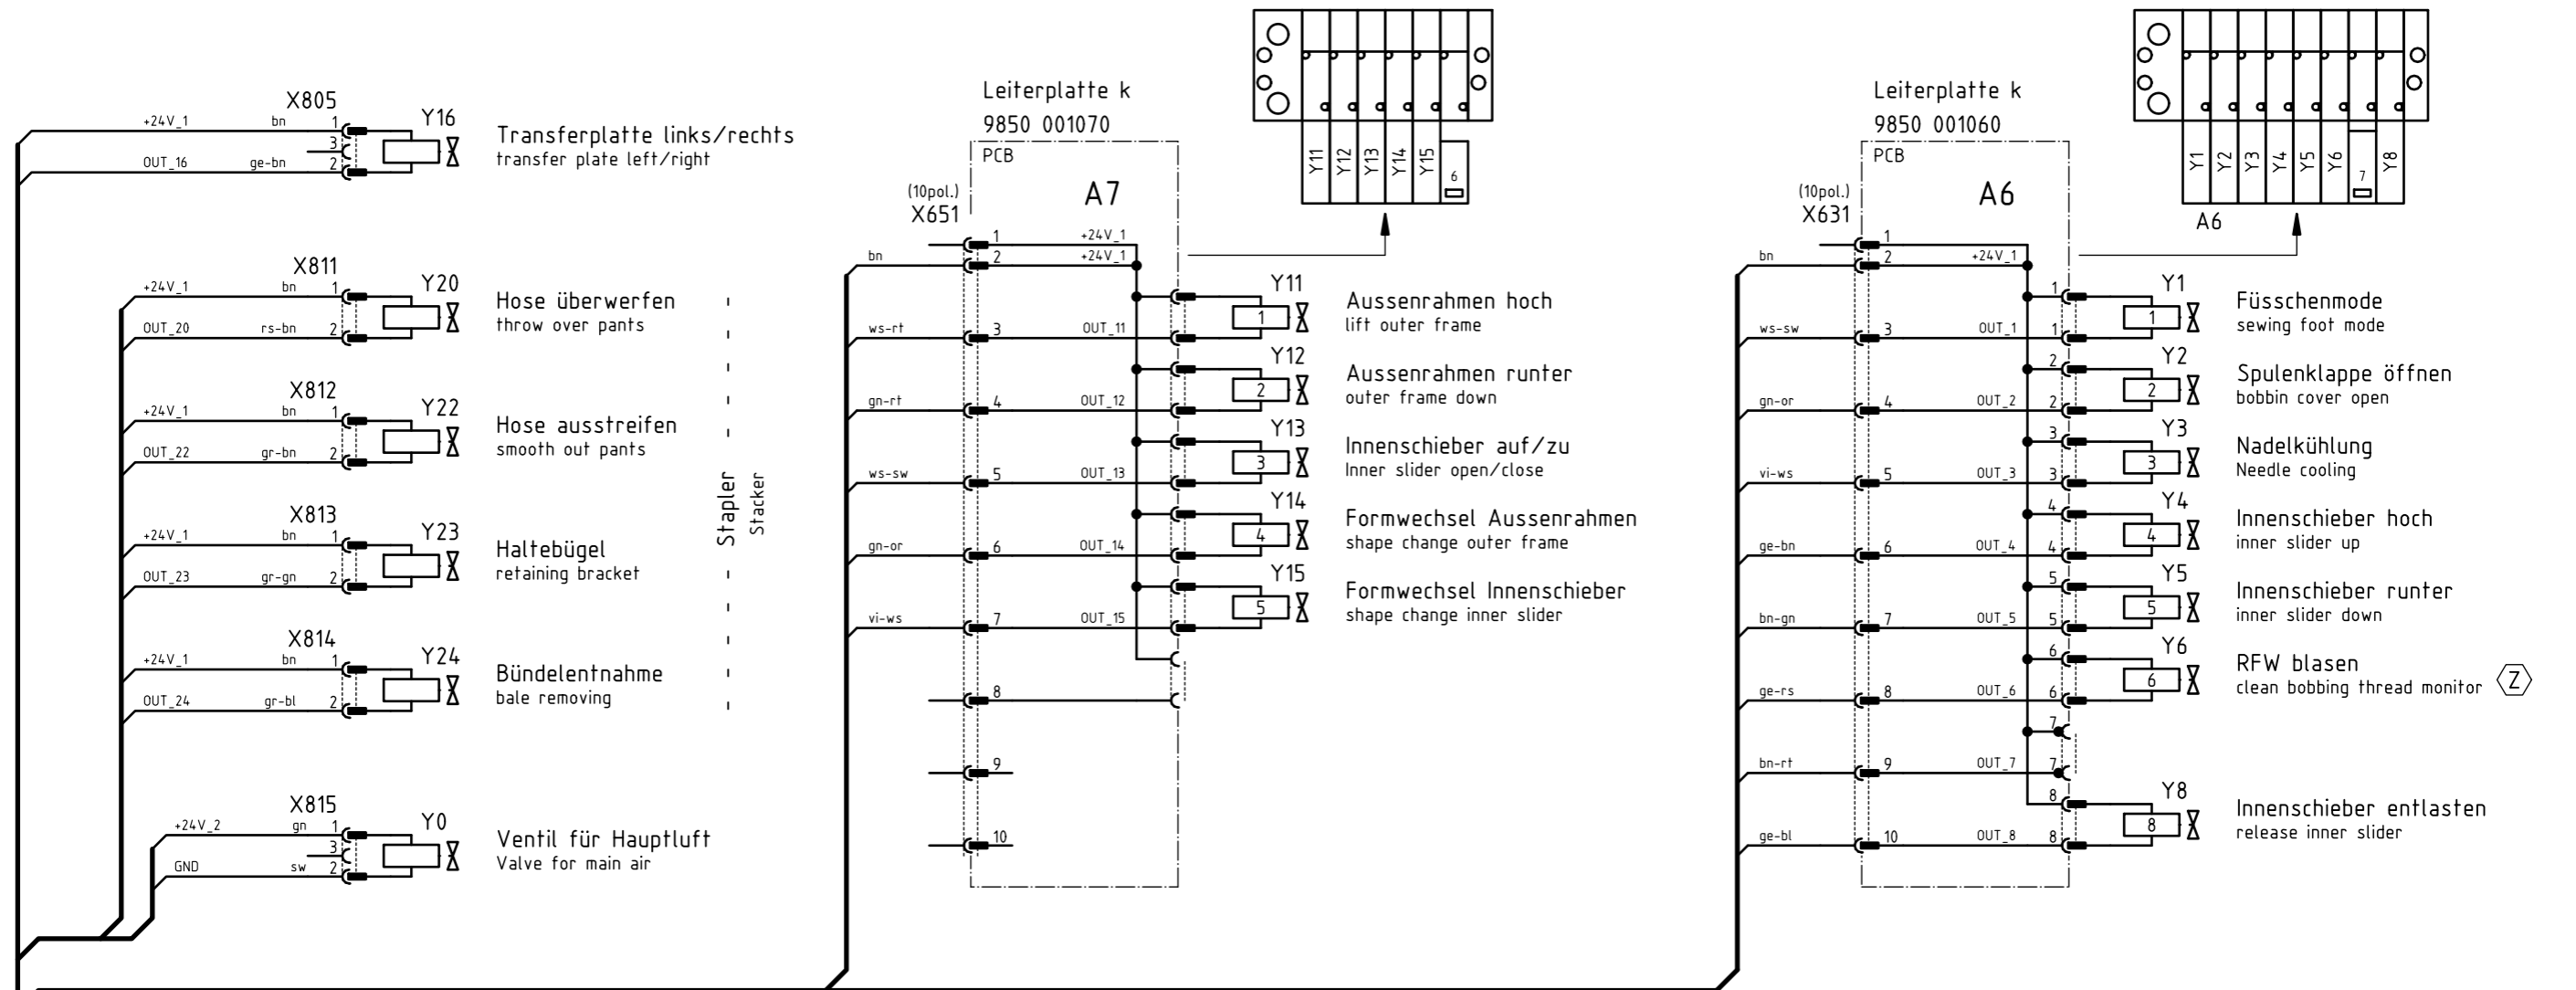 X805
+24V_1 bn 1
3
OUT_16 ge-bn 2
Y16
Transferplatte links/rechts
transfer plate left/right
X811
+24V_1 bn 1
OUT_20 rs-bn 2
Y20
Hose überwerfen
throw over pants
X812
+24V_1 bn 1
OUT_22 gr-bn 2
Y22
Hose ausstreifen
smooth out pants
X813
+24V_1 bn 1
OUT_23 gr-gn 2
Y23
Haltebügel
retaining bracket
X814
+24V_1 bn 1
OUT_24 gr-bl 2
Y24
Bündelentnahme
bale removing
X815
+24V_2 gn 1
3
GND sw 2
Y0
Ventil für Hauptluft
Valve for main air
Stapler
Stacker
Leiterplatte k
9850 001070
PCB
A7
(10pol.)
X651
1 +24V_1
bn 2 +24V_1
ws-rt 3 OUT_11
gn-rt 4 OUT_12
ws-sw 5 OUT_13
gn-or 6 OUT_14
vi-ws 7 OUT_15
8
9
10
Y11
1
Aussenrahmen hoch
lift outer frame
Y12
2
Aussenrahmen runter
outer frame down
Y13
3
Innenschieber auf/zu
Inner slider open/close
Y14
4
Formwechsel Aussenrahmen
shape change outer frame
Y15
5
Formwechsel Innenschieber
shape change inner slider
Y11 Y12 Y13 Y14 Y15 6
Leiterplatte k
9850 001060
PCB
A6
(10pol.)
X631
1
bn 2 +24V_1
1
ws-sw 3 OUT_1 1
2
gn-or 4 OUT_2 2
3
vi-ws 5 OUT_3 3
4
ge-bn 6 OUT_4 4
5
bn-gn 7 OUT_5 5
6
ge-rs 8 OUT_6 6
7
bn-rt 9 OUT_7 7
8
ge-bl 10 OUT_8 8
Y1
1
Füsschenmode
sewing foot mode
Y2
2
Spulenklappe öffnen
bobbin cover open
Y3
3
Nadelkühlung
Needle cooling
Y4
4
Innenschieber hoch
inner slider up
Y5
5
Innenschieber runter
inner slider down
Y6
6
RFW blasen
clean bobbing thread monitor
Z
Y8
8
Innenschieber entlasten
release inner slider
Y1 Y2 Y3 Y4 Y5 Y6 7 Y8
A6